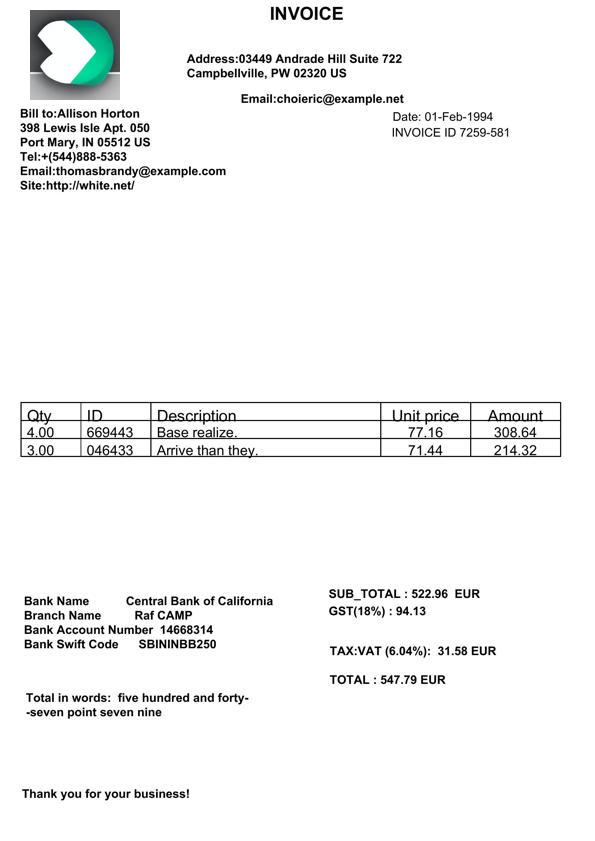 INVOICE
Address:03449 Andrade Hill Suite 722
Campbellville, PW 02320 US
Email:choieric@example.net
Date: 01-Feb-1994
INVOICE ID 7259-581
Bill to:Allison Horton
398 Lewis Isle Apt. 050
Port Mary, IN 05512 US
Tel:+(544)888-5363
Email:thomasbrandy@example.com
Site:http://white.net/
Qty ID Description Unit price Amount
4.00 669443 Base realize. 77.16 308.64
3.00 046433 Arrive than they. 71.44 214.32
SUB_TOTAL : 522.96 EUR
GST(18%) : 94.13
TAX:VAT (6.04%): 31.58 EUR
TOTAL : 547.79 EUR
Bank Name Central Bank of California
Branch Name Raf CAMP
Bank Account Number 14668314
Bank Swift Code SBININBB250
Total in words: five hundred and forty-
-seven point seven nine
Thank you for your business!